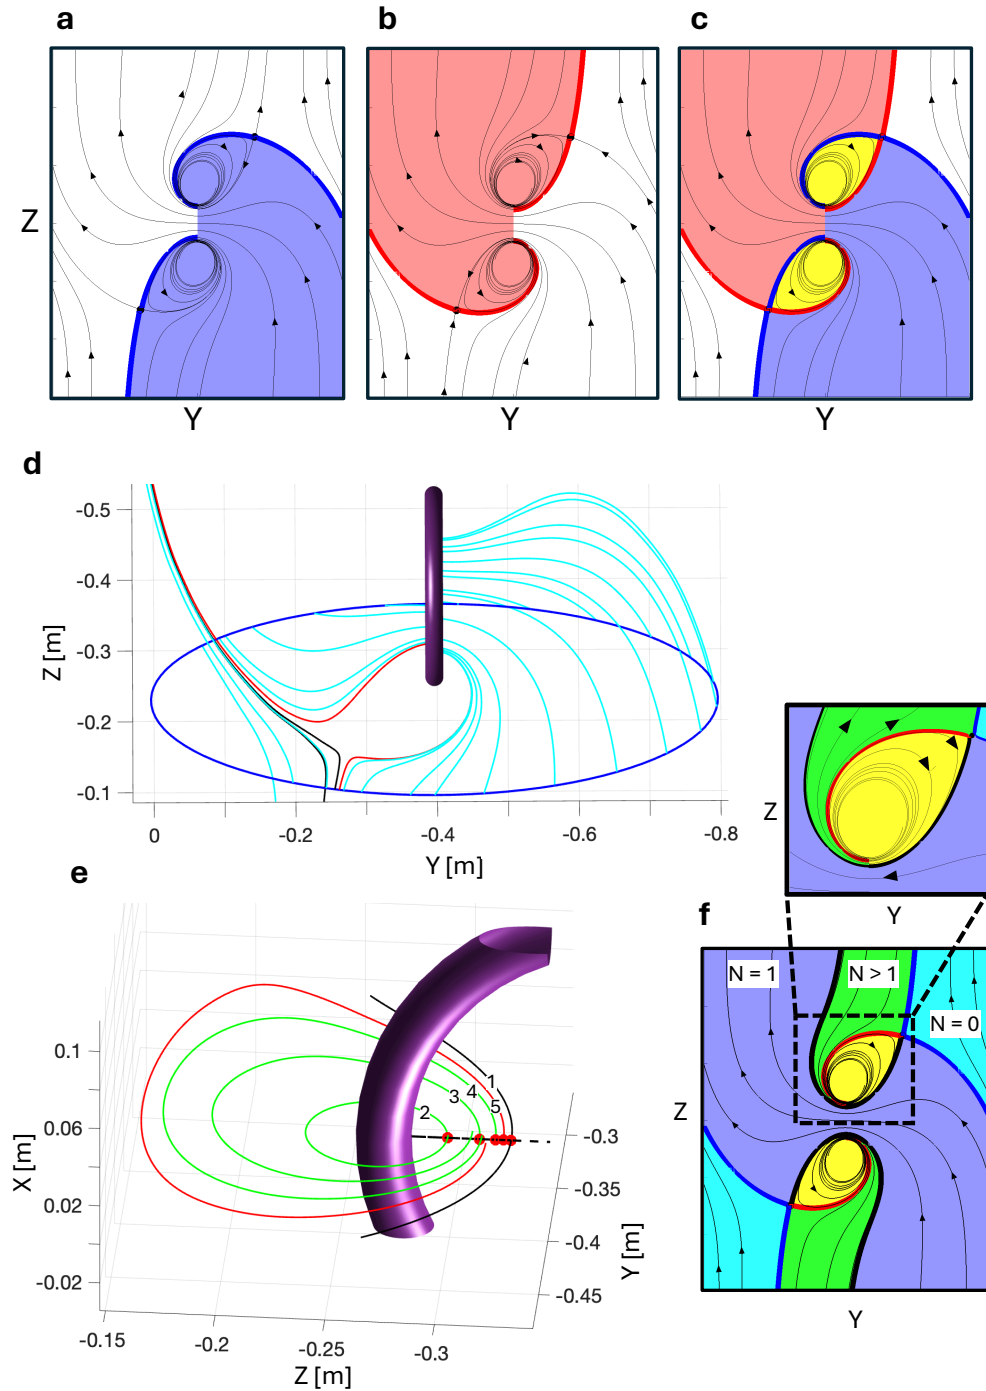 a
b
c
Z
Y
Y
Y
d
-0.5
-0.4
-0.3
-0.2
-0.1
Z [m]
0
-0.2
-0.4
-0.6
-0.8
Y [m]
Z
Y
e
0.1
0.06
0.02
-0.02
X [m]
1
2
3
4
5
-0.3
-0.35
-0.4
-0.45
Y [m]
-0.15
-0.2
-0.25
-0.3
Z [m]
f
N = 1
N > 1
N = 0
Z
Y